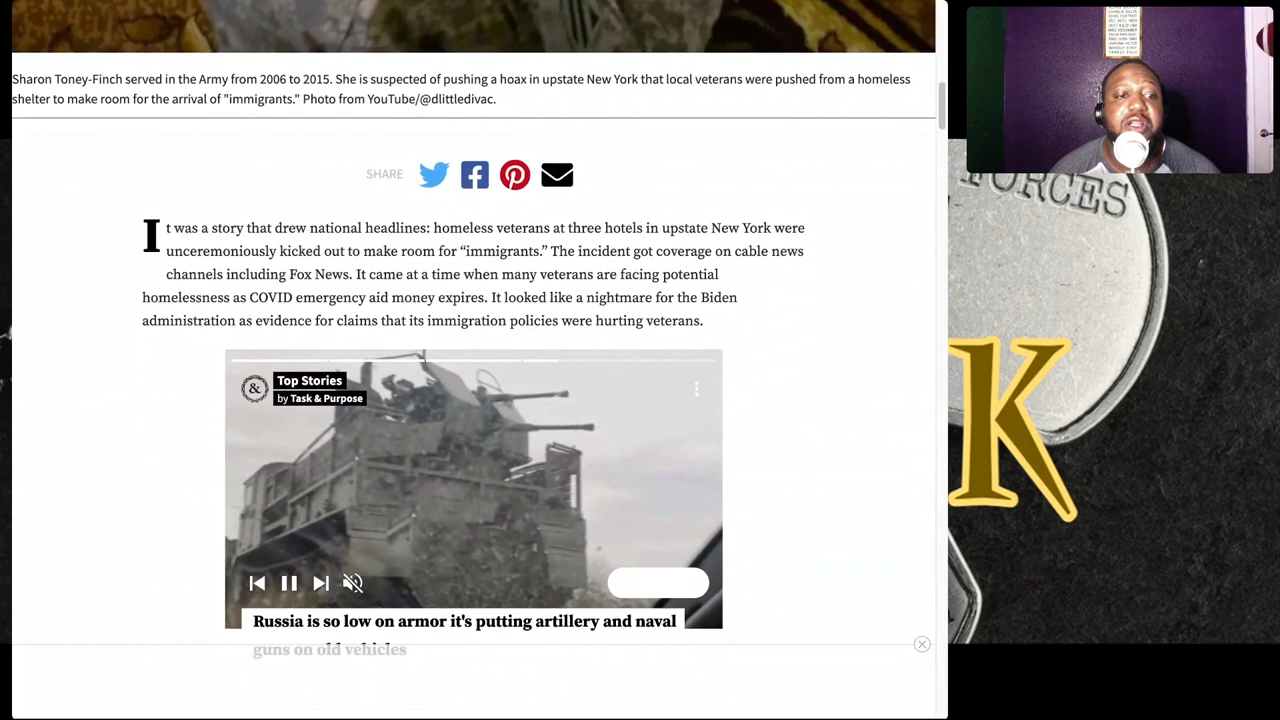 Sharon Toney-Finch served in the Army from 2006 to 2015. She is suspected of pushing a hoax in upstate New York that local veterans were pushed from a homeless
shelter to make room for the arrival of "immigrants." Photo from YouTube/@dlittledivac.
SHARE
It was a story that drew national headlines: homeless veterans at three hotels in upstate New York were
unceremoniously kicked out to make room for “immigrants.” The incident got coverage on cable news
channels including Fox News. It came at a time when many veterans are facing potential
homelessness as COVID emergency aid money expires. It looked like a nightmare for the Biden
administration as evidence for claims that its immigration policies were hurting veterans.
&
Top Stories
by Task & Purpose
Russia is so low on armor it's putting artillery and naval
guns on old vehicles
FORCES
K